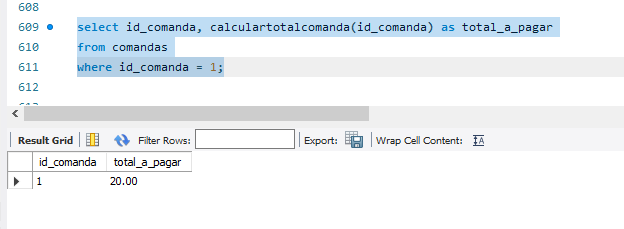 608
609 select id_comanda, calculartotalcomanda(id_comanda) as total_a_pagar
610 from comandas
611 where id_comanda = 1;
612
Result Grid Filter Rows: Export: Wrap Cell Content: IA
id_comanda total_a_pagar
1 20.00